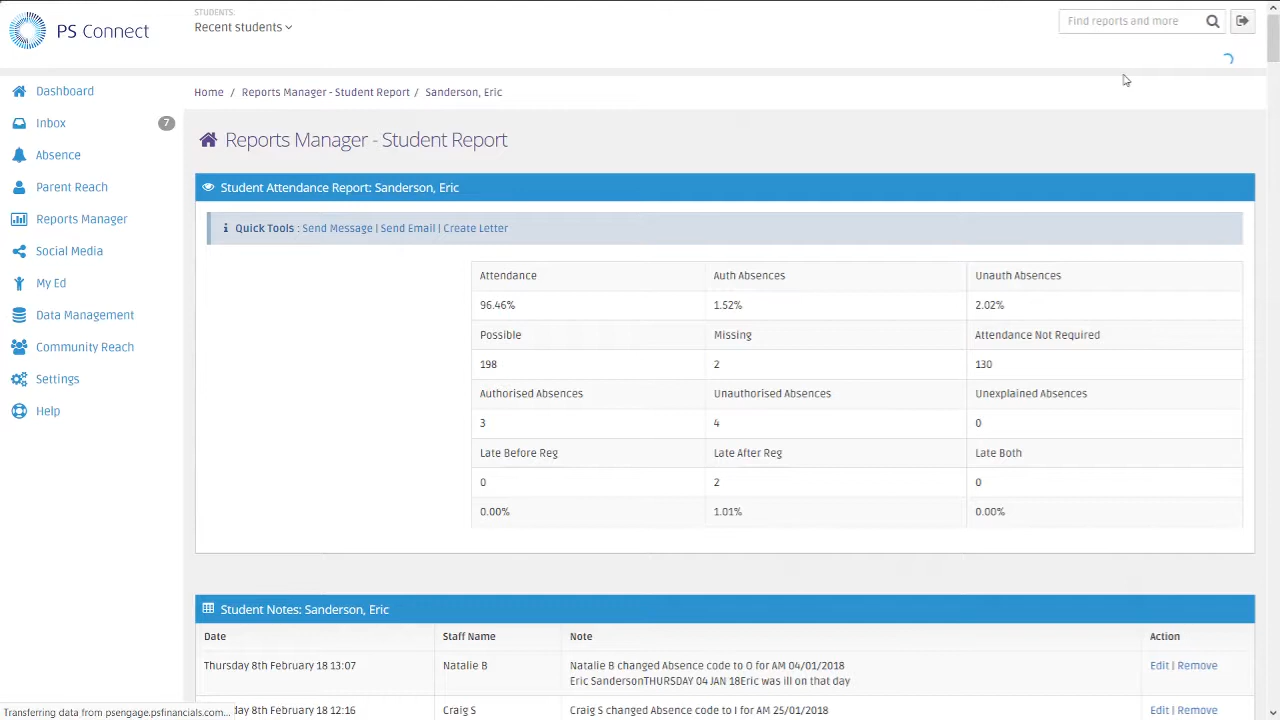 PS Connect
STUDENTS:
Recent students
Find reports and more
Dashboard
Inbox
7
Absence
Parent Reach
Reports Manager
Social Media
My Ed
Data Management
Community Reach
Settings
Help
Home / Reports Manager - Student Report / Sanderson, Eric
Reports Manager - Student Report
Student Attendance Report: Sanderson, Eric
Quick Tools : Send Message | Send Email | Create Letter
Attendance Auth Absences Unauth Absences
96.46% 1.52% 2.02%
Possible Missing Attendance Not Required
198 2 130
Authorised Absences Unauthorised Absences Unexplained Absences
3 4 0
Late Before Reg Late After Reg Late Both
0 2 0
0.00% 1.01% 0.00%
Student Notes: Sanderson, Eric
Date Staff Name Note Action
Thursday 8th February 18 13:07 Natalie B Natalie B changed Absence code to O for AM 04/01/2018 Edit | Remove
Eric SandersonTHURSDAY 04 JAN 18Eric was ill on that day
ay 8th February 18 12:16 Craig S Craig S changed Absence code to I for AM 25/01/2018 Edit | Remove
Transferring data from psengage.psfinancials.com...